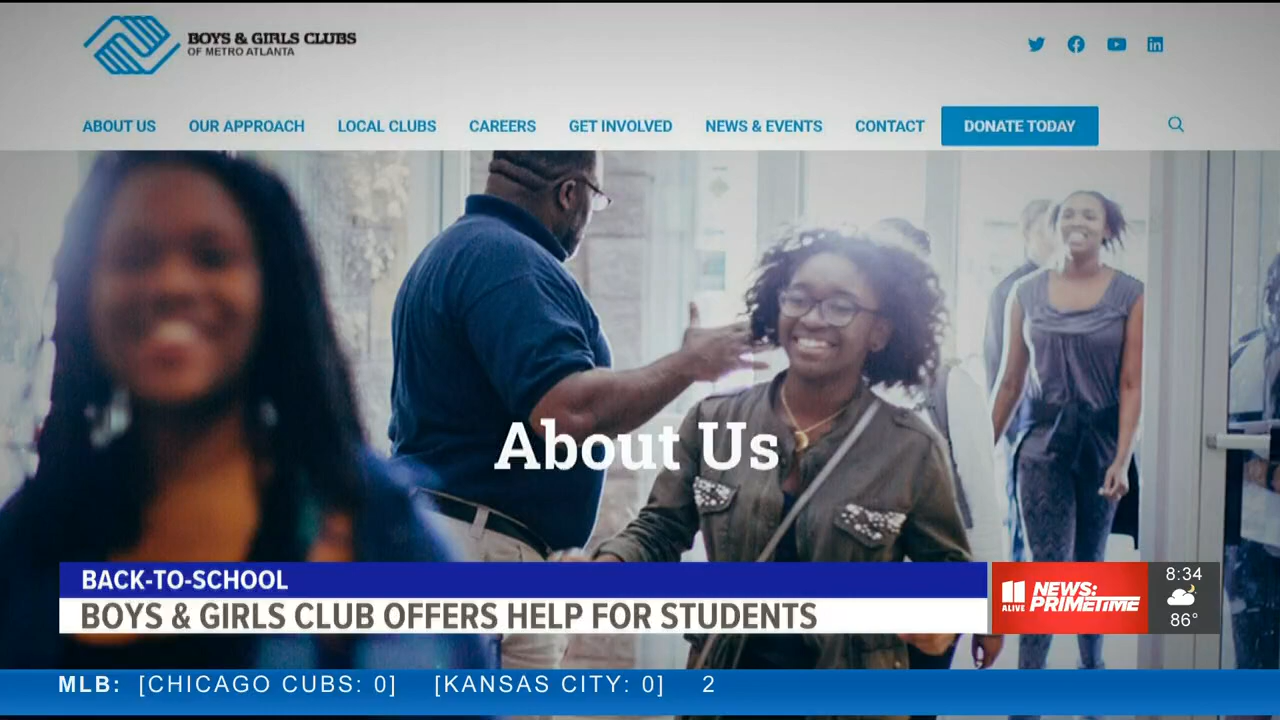 BOYS & GIRLS CLUBS
OF METRO ATLANTA
ABOUT US OUR APPROACH LOCAL CLUBS CAREERS GET INVOLVED NEWS & EVENTS CONTACT DONATE TODAY
About Us
BACK-TO-SCHOOL
BOYS & GIRLS CLUB OFFERS HELP FOR STUDENTS
11 ALIVE NEWS: PRIMETIME
8:34
86°
MLB: [CHICAGO CUBS: 0] [KANSAS CITY: 0] 2